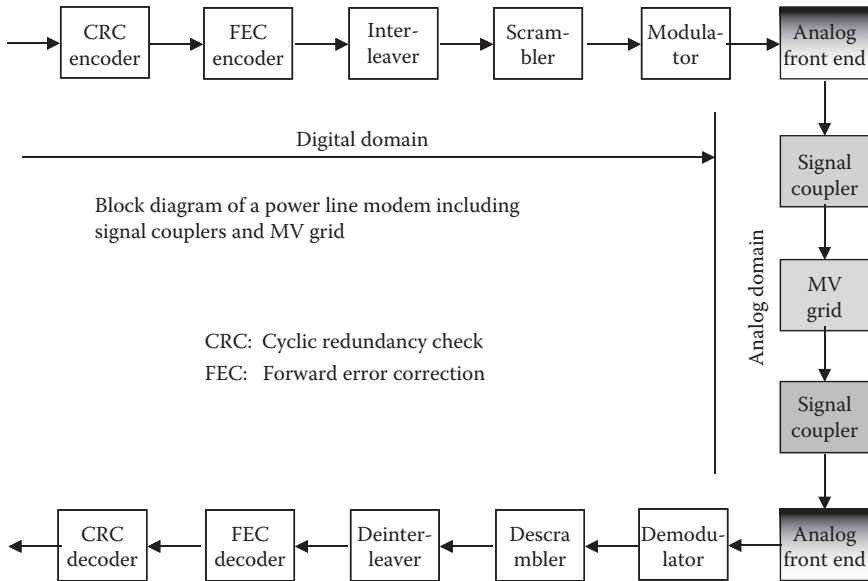 CRC
encoder
FEC
encoder
Inter-
leaver
Scram-
bler
Modula-
tor
Analog
front end
Digital domain
Signal
coupler
Block diagram of a power line modem including
signal couplers and MV grid
Analog domain
MV
grid
CRC: Cyclic redundancy check
FEC: Forward error correction
Signal
coupler
CRC
decoder
FEC
decoder
Deinter-
leaver
Descra-
mbler
Demodu-
lator
Analog
front end